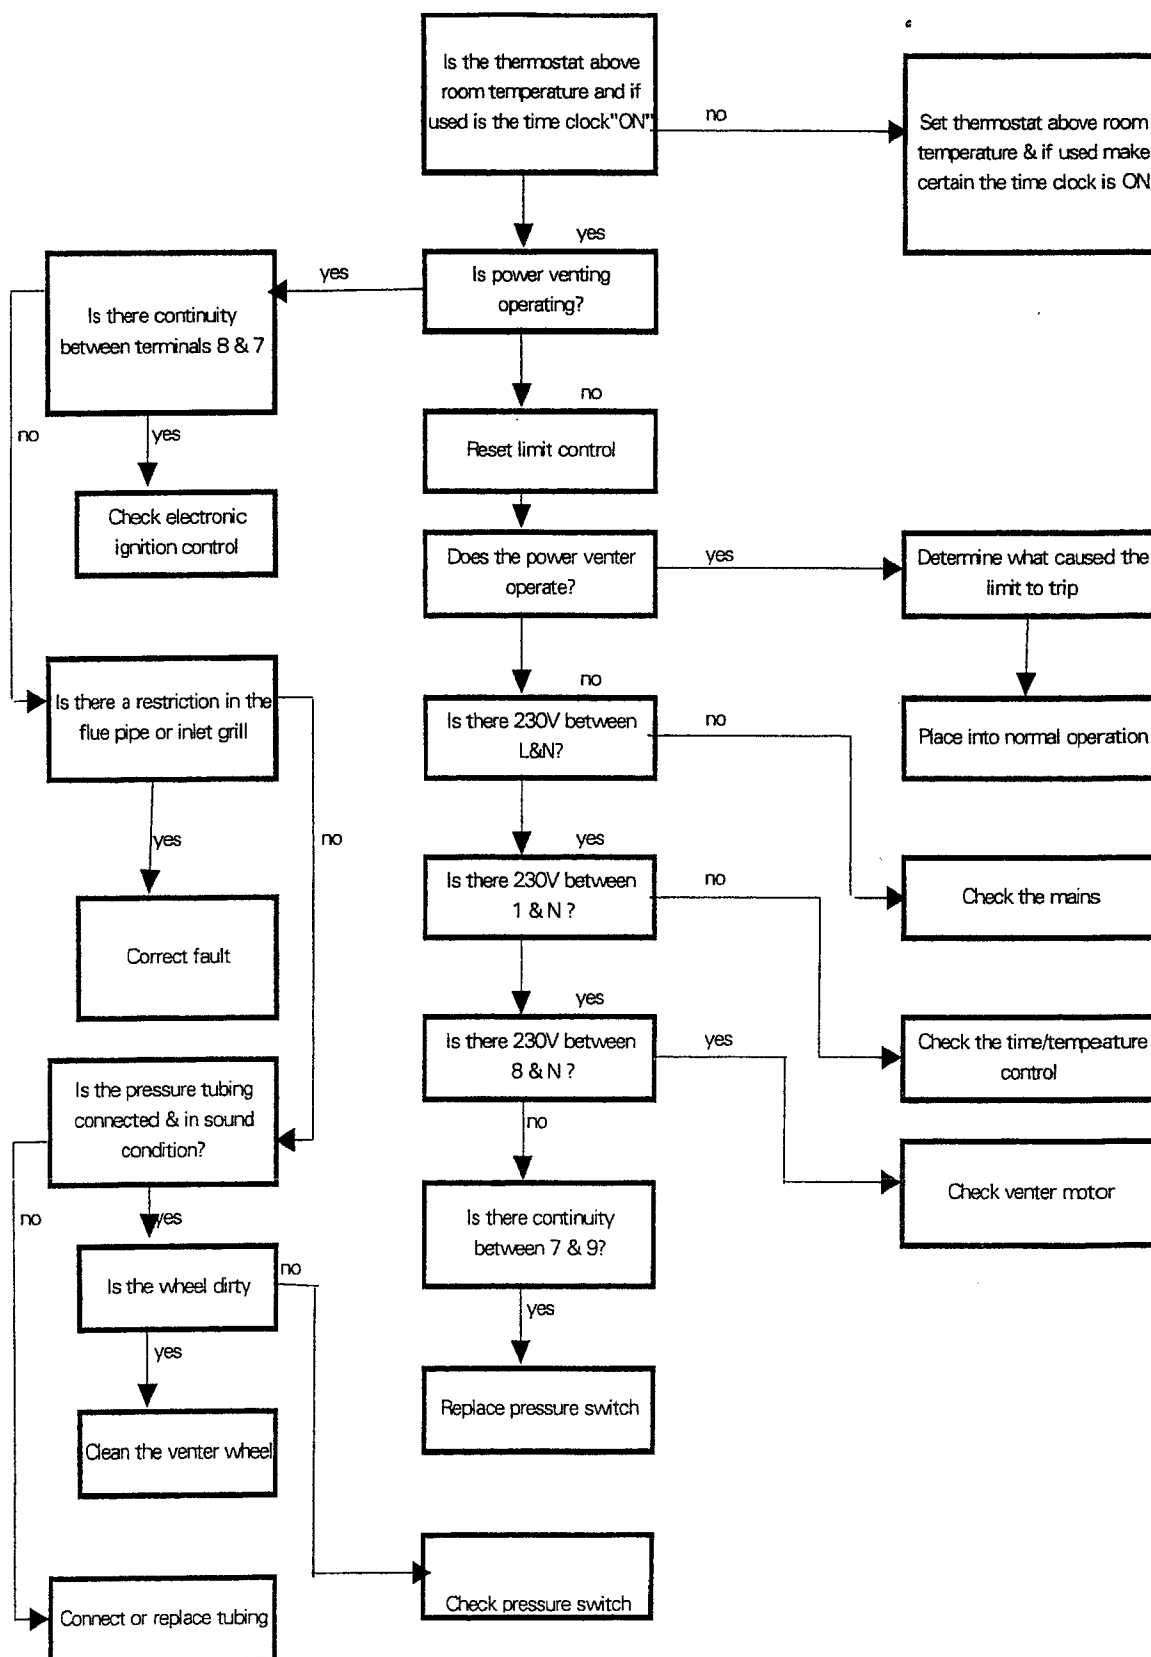 Is the thermostat above
room temperature and if
used is the time clock"ON"
no
Set thermostat above room
temperature & if used make
certain the time clock is ON
yes
Is power venting
operating?
yes
Is there continuity
between terminals 8 & 7
no
yes
Check electronic
ignition control
no
Reset limit control
Does the power venter
operate?
yes
Determine what caused the
limit to trip
Place into normal operation
no
Is there 230V between
L&N?
no
Check the mains
yes
Is there 230V between
1 & N ?
no
Check the time/tempeature
control
yes
Is there 230V between
8 & N ?
yes
Check venter motor
no
Is there continuity
between 7 & 9?
yes
Replace pressure switch
Is there a restriction in the
flue pipe or inlet grill
yes
no
Correct fault
Is the pressure tubing
connected & in sound
condition?
no
yes
Is the wheel dirty
no
yes
Clean the venter wheel
Check pressure switch
Connect or replace tubing